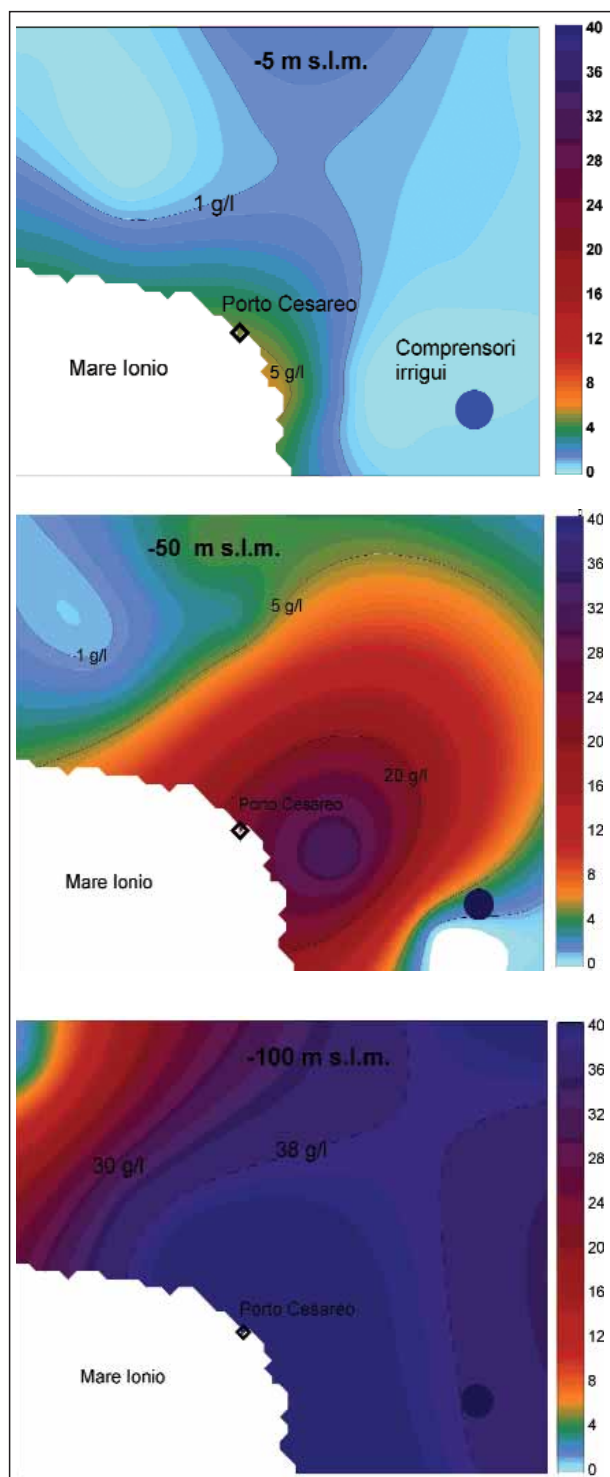 -5 m s.l.m.
1 g/l
Porto Cesareo
Mare Ionio
5 g/l
Comprensori
irrigui
40
36
32
28
24
20
16
12
8
4
0
-50 m s.l.m.
5 g/l
1 g/l
20 g/l
Porto Cesareo
Mare Ionio
40
36
32
28
24
20
16
12
8
4
0
-100 m s.l.m.
30 g/l
38 g/l
Porto Cesareo
Mare Ionio
40
36
32
28
24
20
16
12
8
4
0